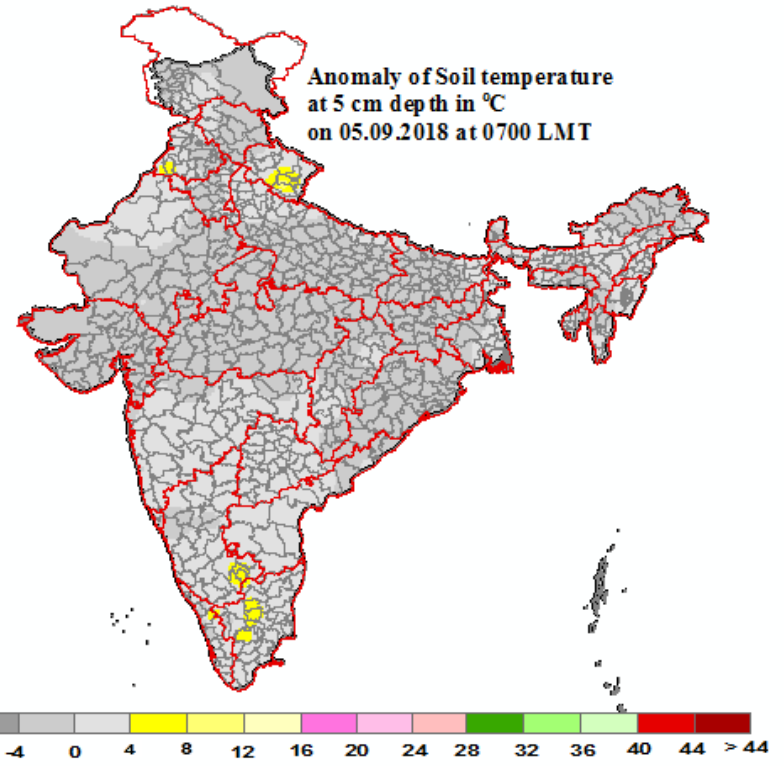 Anomaly of Soil temperature
at 5 cm depth in ⁰C
on 05.09.2018 at 0700 LMT
-4 0 4 8 12 16 20 24 28 32 36 40 44 > 44